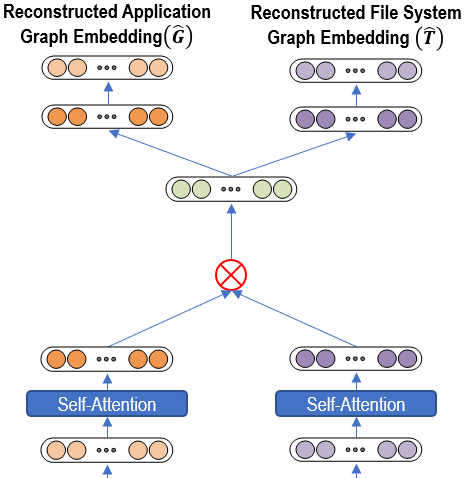 Reconstructed Application
Graph Embedding(Ĝ)
Reconstructed File System
Graph Embedding (T̂)
Self-Attention
Self-Attention